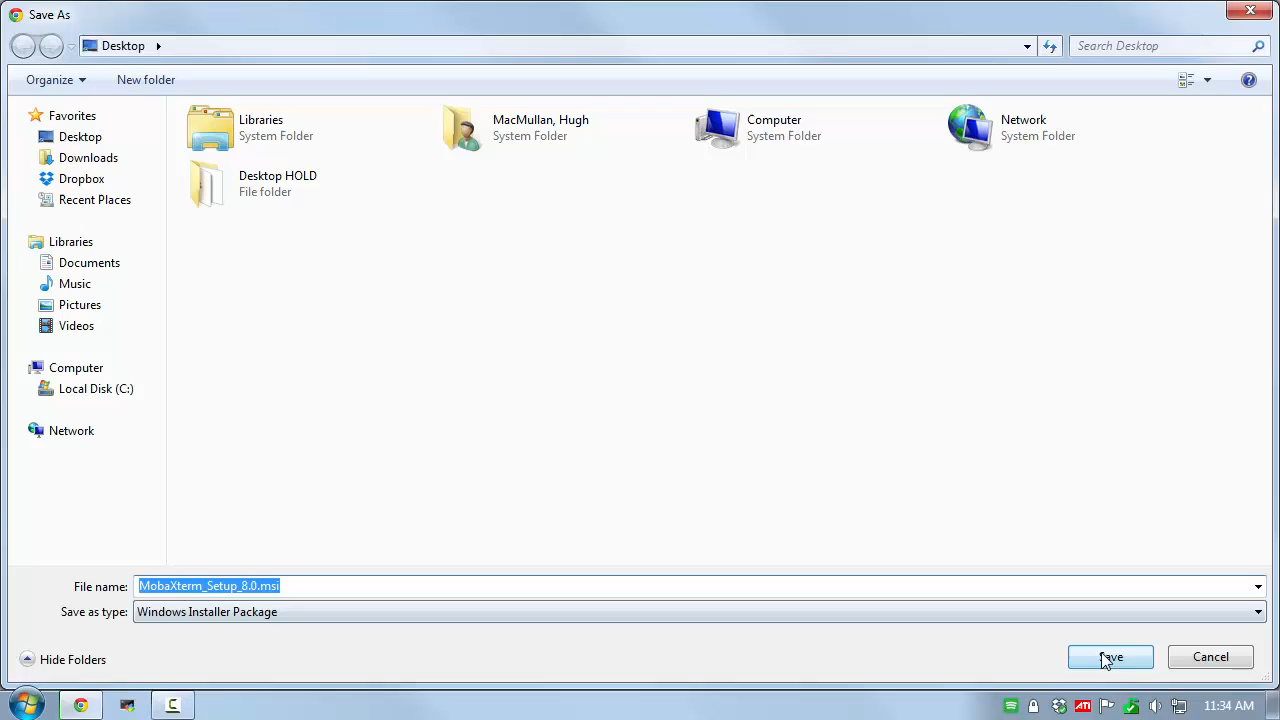 Save As
Desktop
Search Desktop
Organize
New folder
Favorites
Desktop
Downloads
Dropbox
Recent Places
Libraries
Documents
Music
Pictures
Videos
Computer
Local Disk (C:)
Network
Libraries
System Folder
MacMullan, Hugh
System Folder
Computer
System Folder
Network
System Folder
Desktop HOLD
File folder
File name: MobaXterm_Setup_8.0.msi
Save as type: Windows Installer Package
Hide Folders
Save
Cancel
ATI
11:34 AM